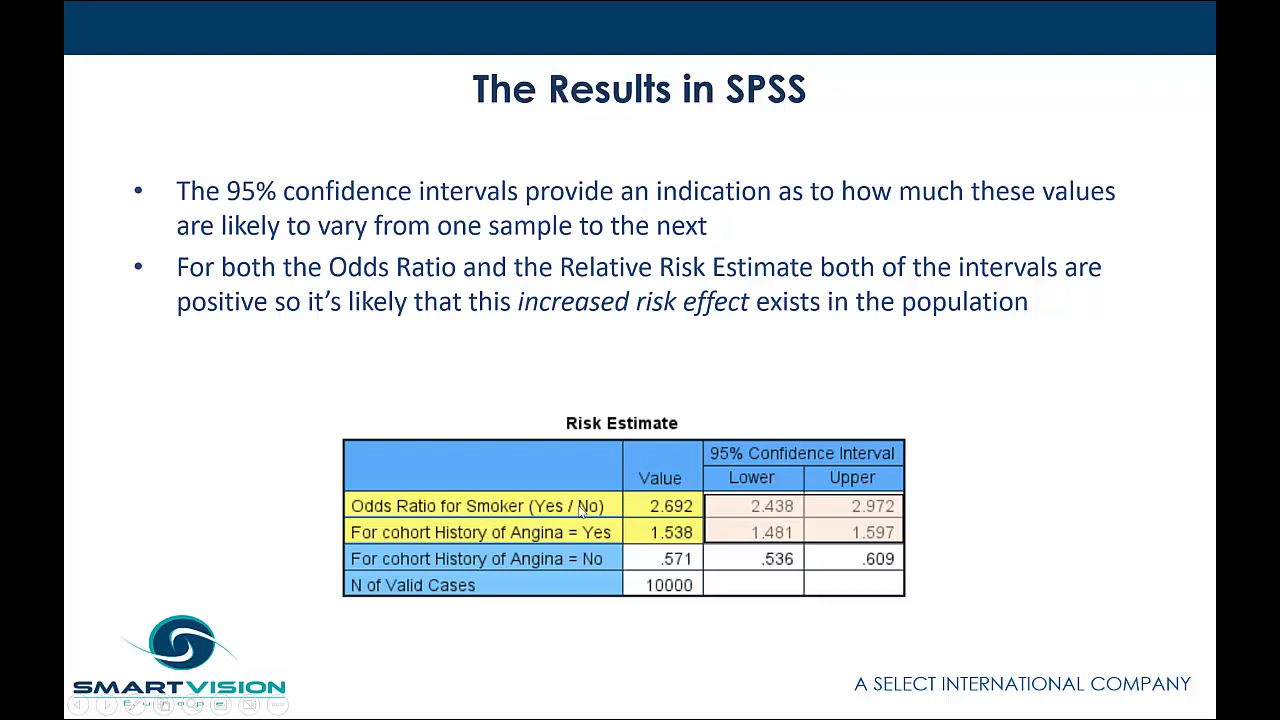 The Results in SPSS
• The 95% confidence intervals provide an indication as to how much these values
are likely to vary from one sample to the next
• For both the Odds Ratio and the Relative Risk Estimate both of the intervals are
positive so it’s likely that this increased risk effect exists in the population
Risk Estimate
95% Confidence Interval
Value Lower Upper
Odds Ratio for Smoker (Yes / No) 2.692 2.438 2.972
For cohort History of Angina = Yes 1.538 1.481 1.597
For cohort History of Angina = No .571 .536 .609
N of Valid Cases 10000
SMARTVISION
Europe
A SELECT INTERNATIONAL COMPANY